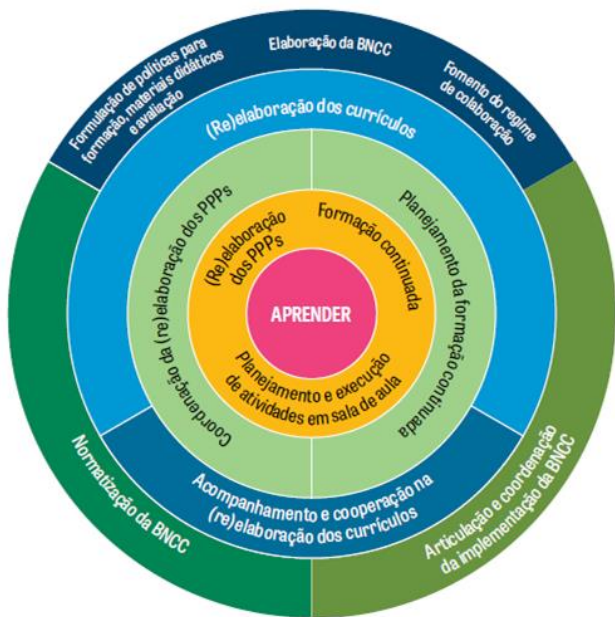 Formulação de políticas para
formação, materiais didáticos
e avaliação
Elaboração da BNCC
Fomento do regime
de colaboração
(Re)elaboração dos currículos
Coordenação da (re)elaboração dos PPPs
Planejamento da formação continuada
(Re)elaboração
dos PPPs
Formação continuada
APRENDER
Planejamento e execução
de atividades em sala de aula
Acompanhamento e cooperação na
(re)elaboração dos currículos
Normatização da BNCC
Articulação e coordenação
da implementação da BNCC